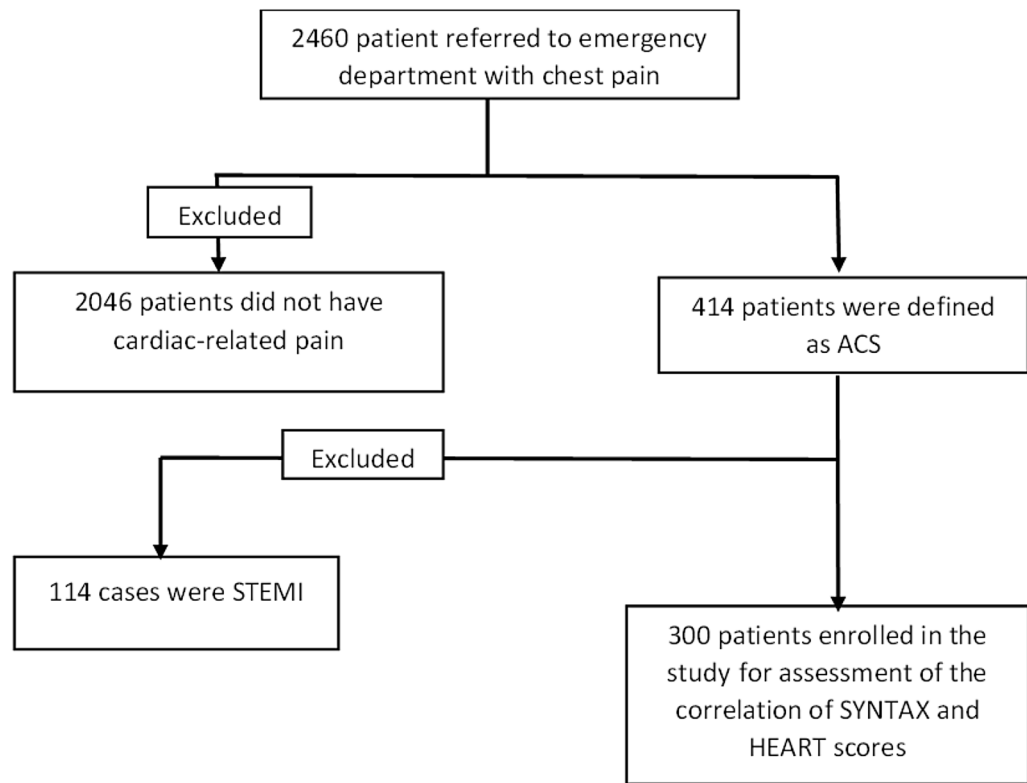 2460 patient referred to emergency
department with chest pain
Excluded
2046 patients did not have
cardiac-related pain
414 patients were defined
as ACS
Excluded
114 cases were STEMI
300 patients enrolled in the
study for assessment of the
correlation of SYNTAX and
HEART scores